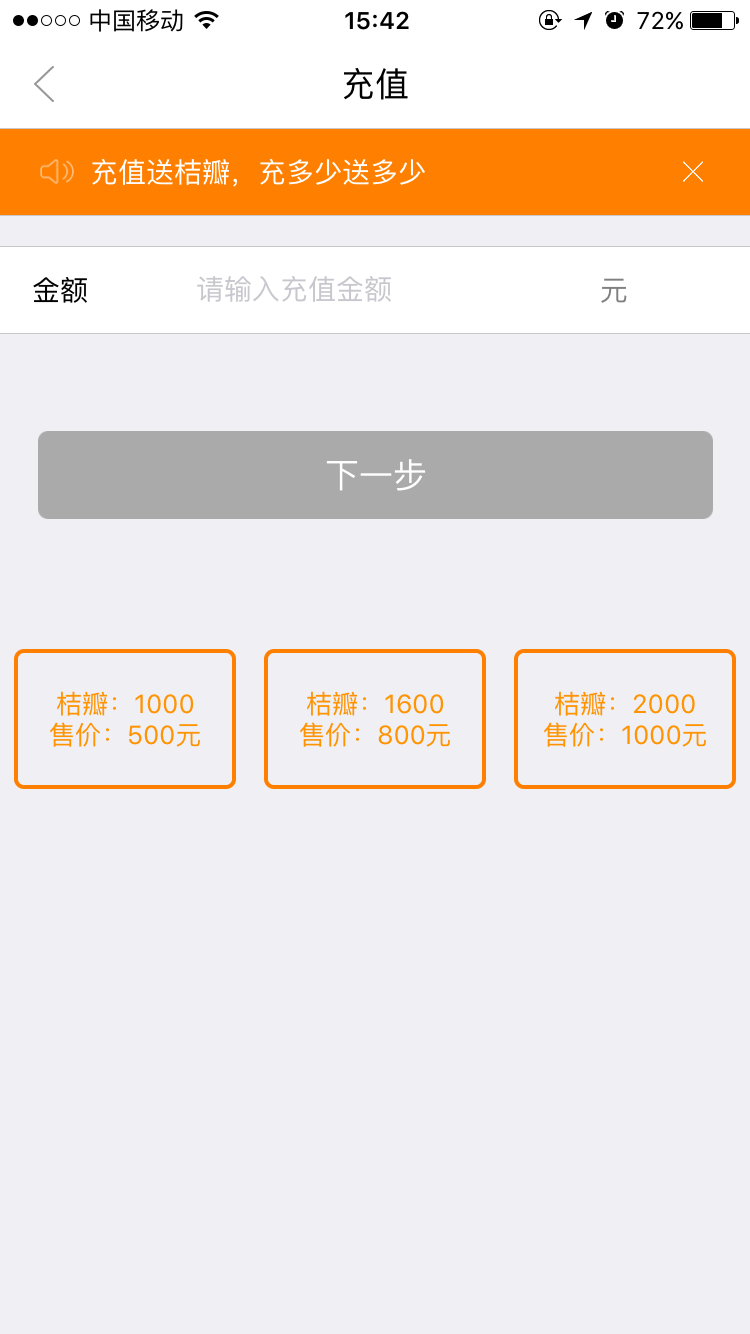 中国移动 15:42 72%
充值
充值送桔瓣，充多少送多少
金额 请输入充值金额 元
下一步
桔瓣：1000 桔瓣：1600 桔瓣：2000
售价：500元 售价：800元 售价：1000元